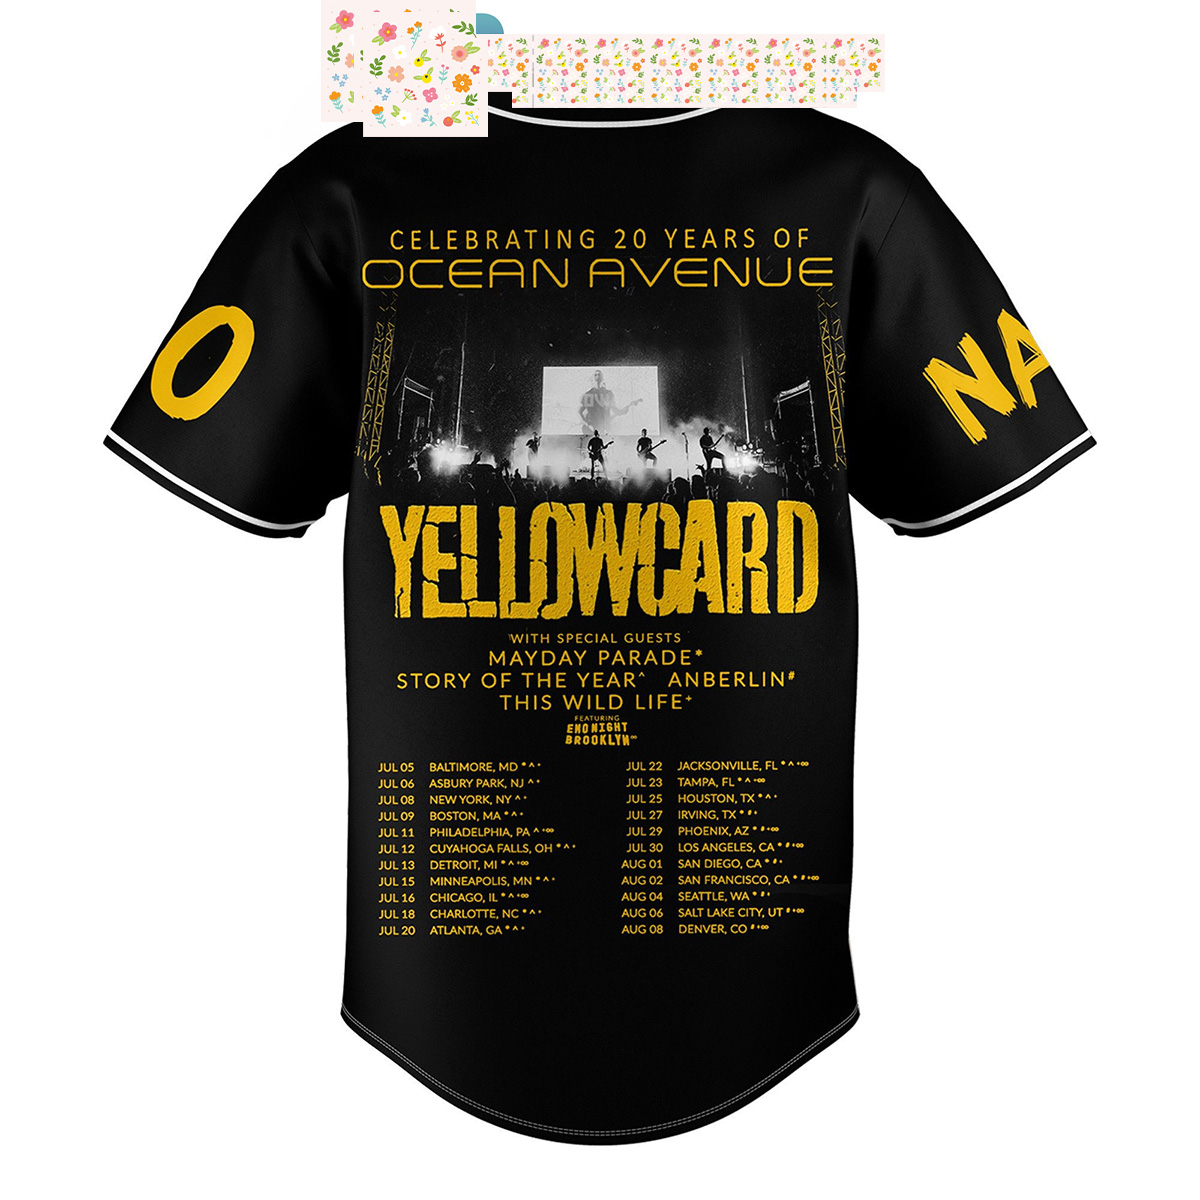 CELEBRATING 20 YEARS OF
OCEAN AVENUE
O
NA
YELLOWCARD
WITH SPECIAL GUESTS
MAYDAY PARADE*
STORY OF THE YEAR^ ANBERLIN#
THIS WILD LIFE+
FEATURING
EMO NIGHT
BROOKLYN∞
JUL 05 BALTIMORE, MD * ^ +
JUL 06 ASBURY PARK, NJ ^ +
JUL 08 NEW YORK, NY ^ +
JUL 09 BOSTON, MA * ^ +
JUL 11 PHILADELPHIA, PA ^ +∞
JUL 12 CUYAHOGA FALLS, OH * ^ +
JUL 13 DETROIT, MI * ^ +∞
JUL 15 MINNEAPOLIS, MN * ^ +
JUL 16 CHICAGO, IL * ^ +∞
JUL 18 CHARLOTTE, NC * ^ +
JUL 20 ATLANTA, GA * ^ +
JUL 22 JACKSONVILLE, FL * ^ +∞
JUL 23 TAMPA, FL * ^ +∞
JUL 25 HOUSTON, TX * ^ +
JUL 27 IRVING, TX * # +
JUL 29 PHOENIX, AZ * # +∞
JUL 30 LOS ANGELES, CA * # +∞
AUG 01 SAN DIEGO, CA * # +
AUG 02 SAN FRANCISCO, CA * # +∞
AUG 04 SEATTLE, WA * # +
AUG 06 SALT LAKE CITY, UT # +∞
AUG 08 DENVER, CO # +∞